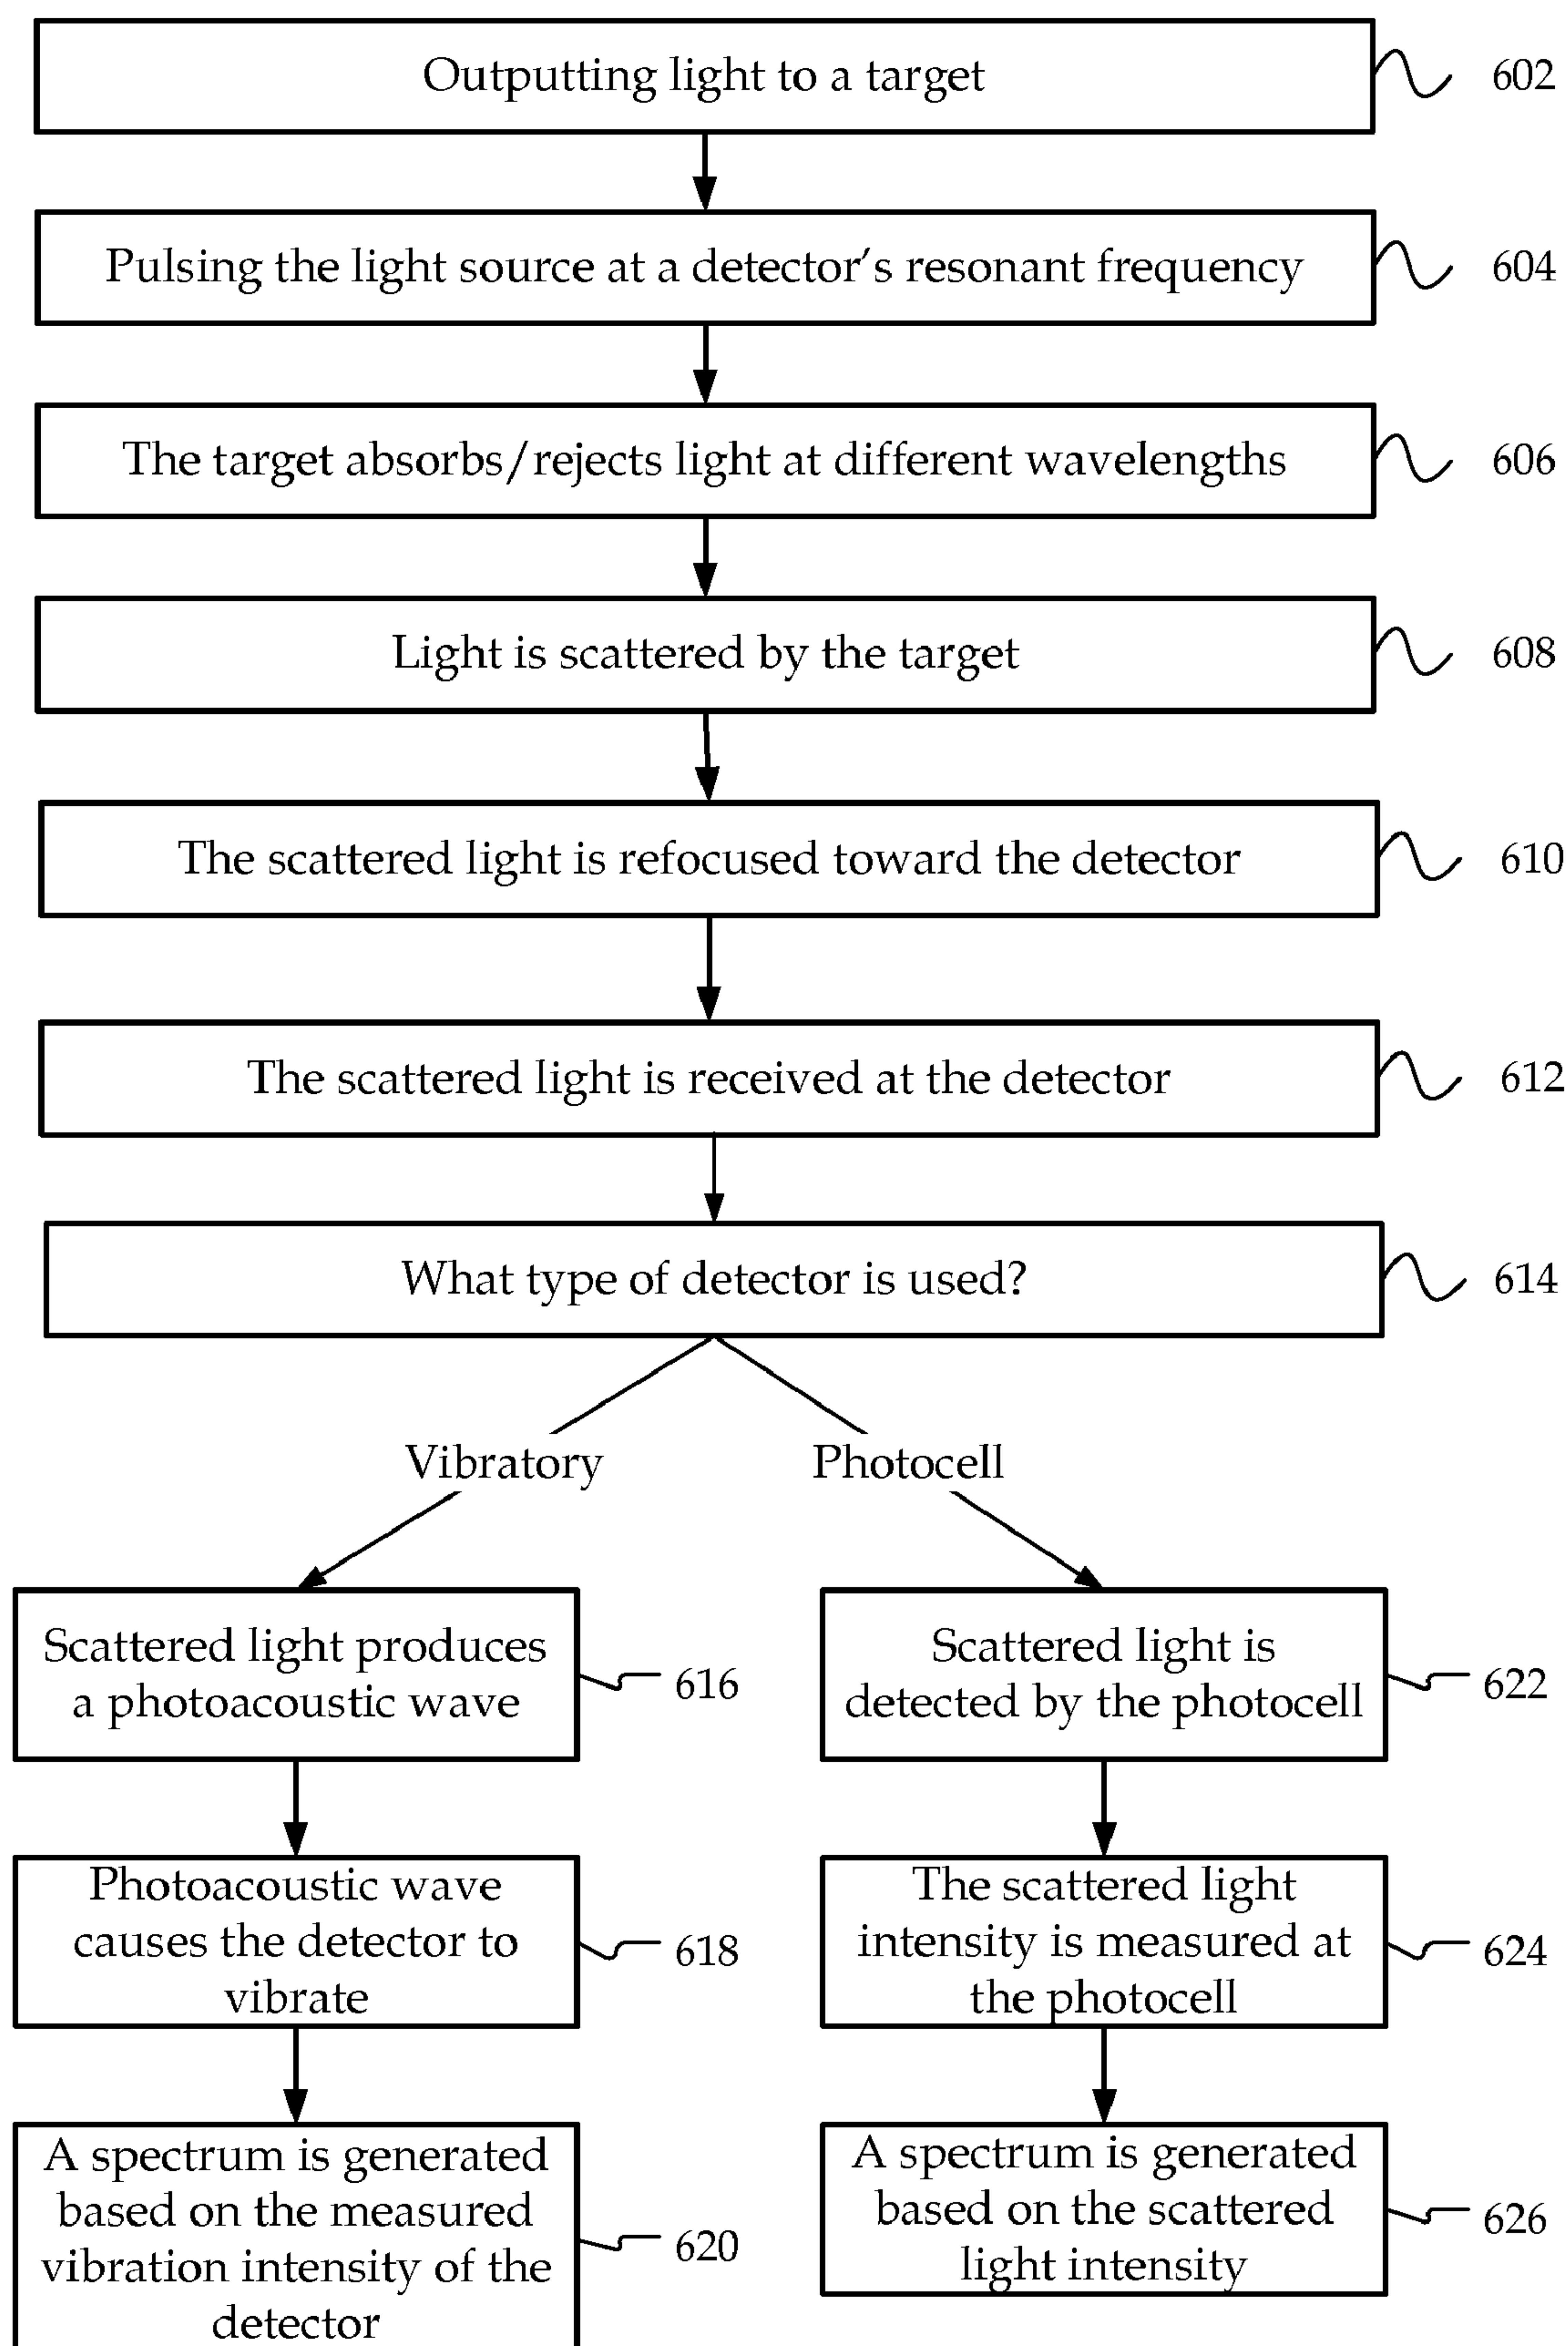 Outputting light to a target
602
Pulsing the light source at a detector's resonant frequency
604
The target absorbs/rejects light at different wavelengths
606
Light is scattered by the target
608
The scattered light is refocused toward the detector
610
The scattered light is received at the detector
612
What type of detector is used?
614
Vibratory
Photocell
Scattered light produces
a photoacoustic wave
616
Scattered light is
detected by the photocell
622
Photoacoustic wave
causes the detector to
vibrate
618
The scattered light
intensity is measured at
the photocell
624
A spectrum is generated
based on the measured
vibration intensity of the
detector
620
A spectrum is generated
based on the scattered
light intensity
626